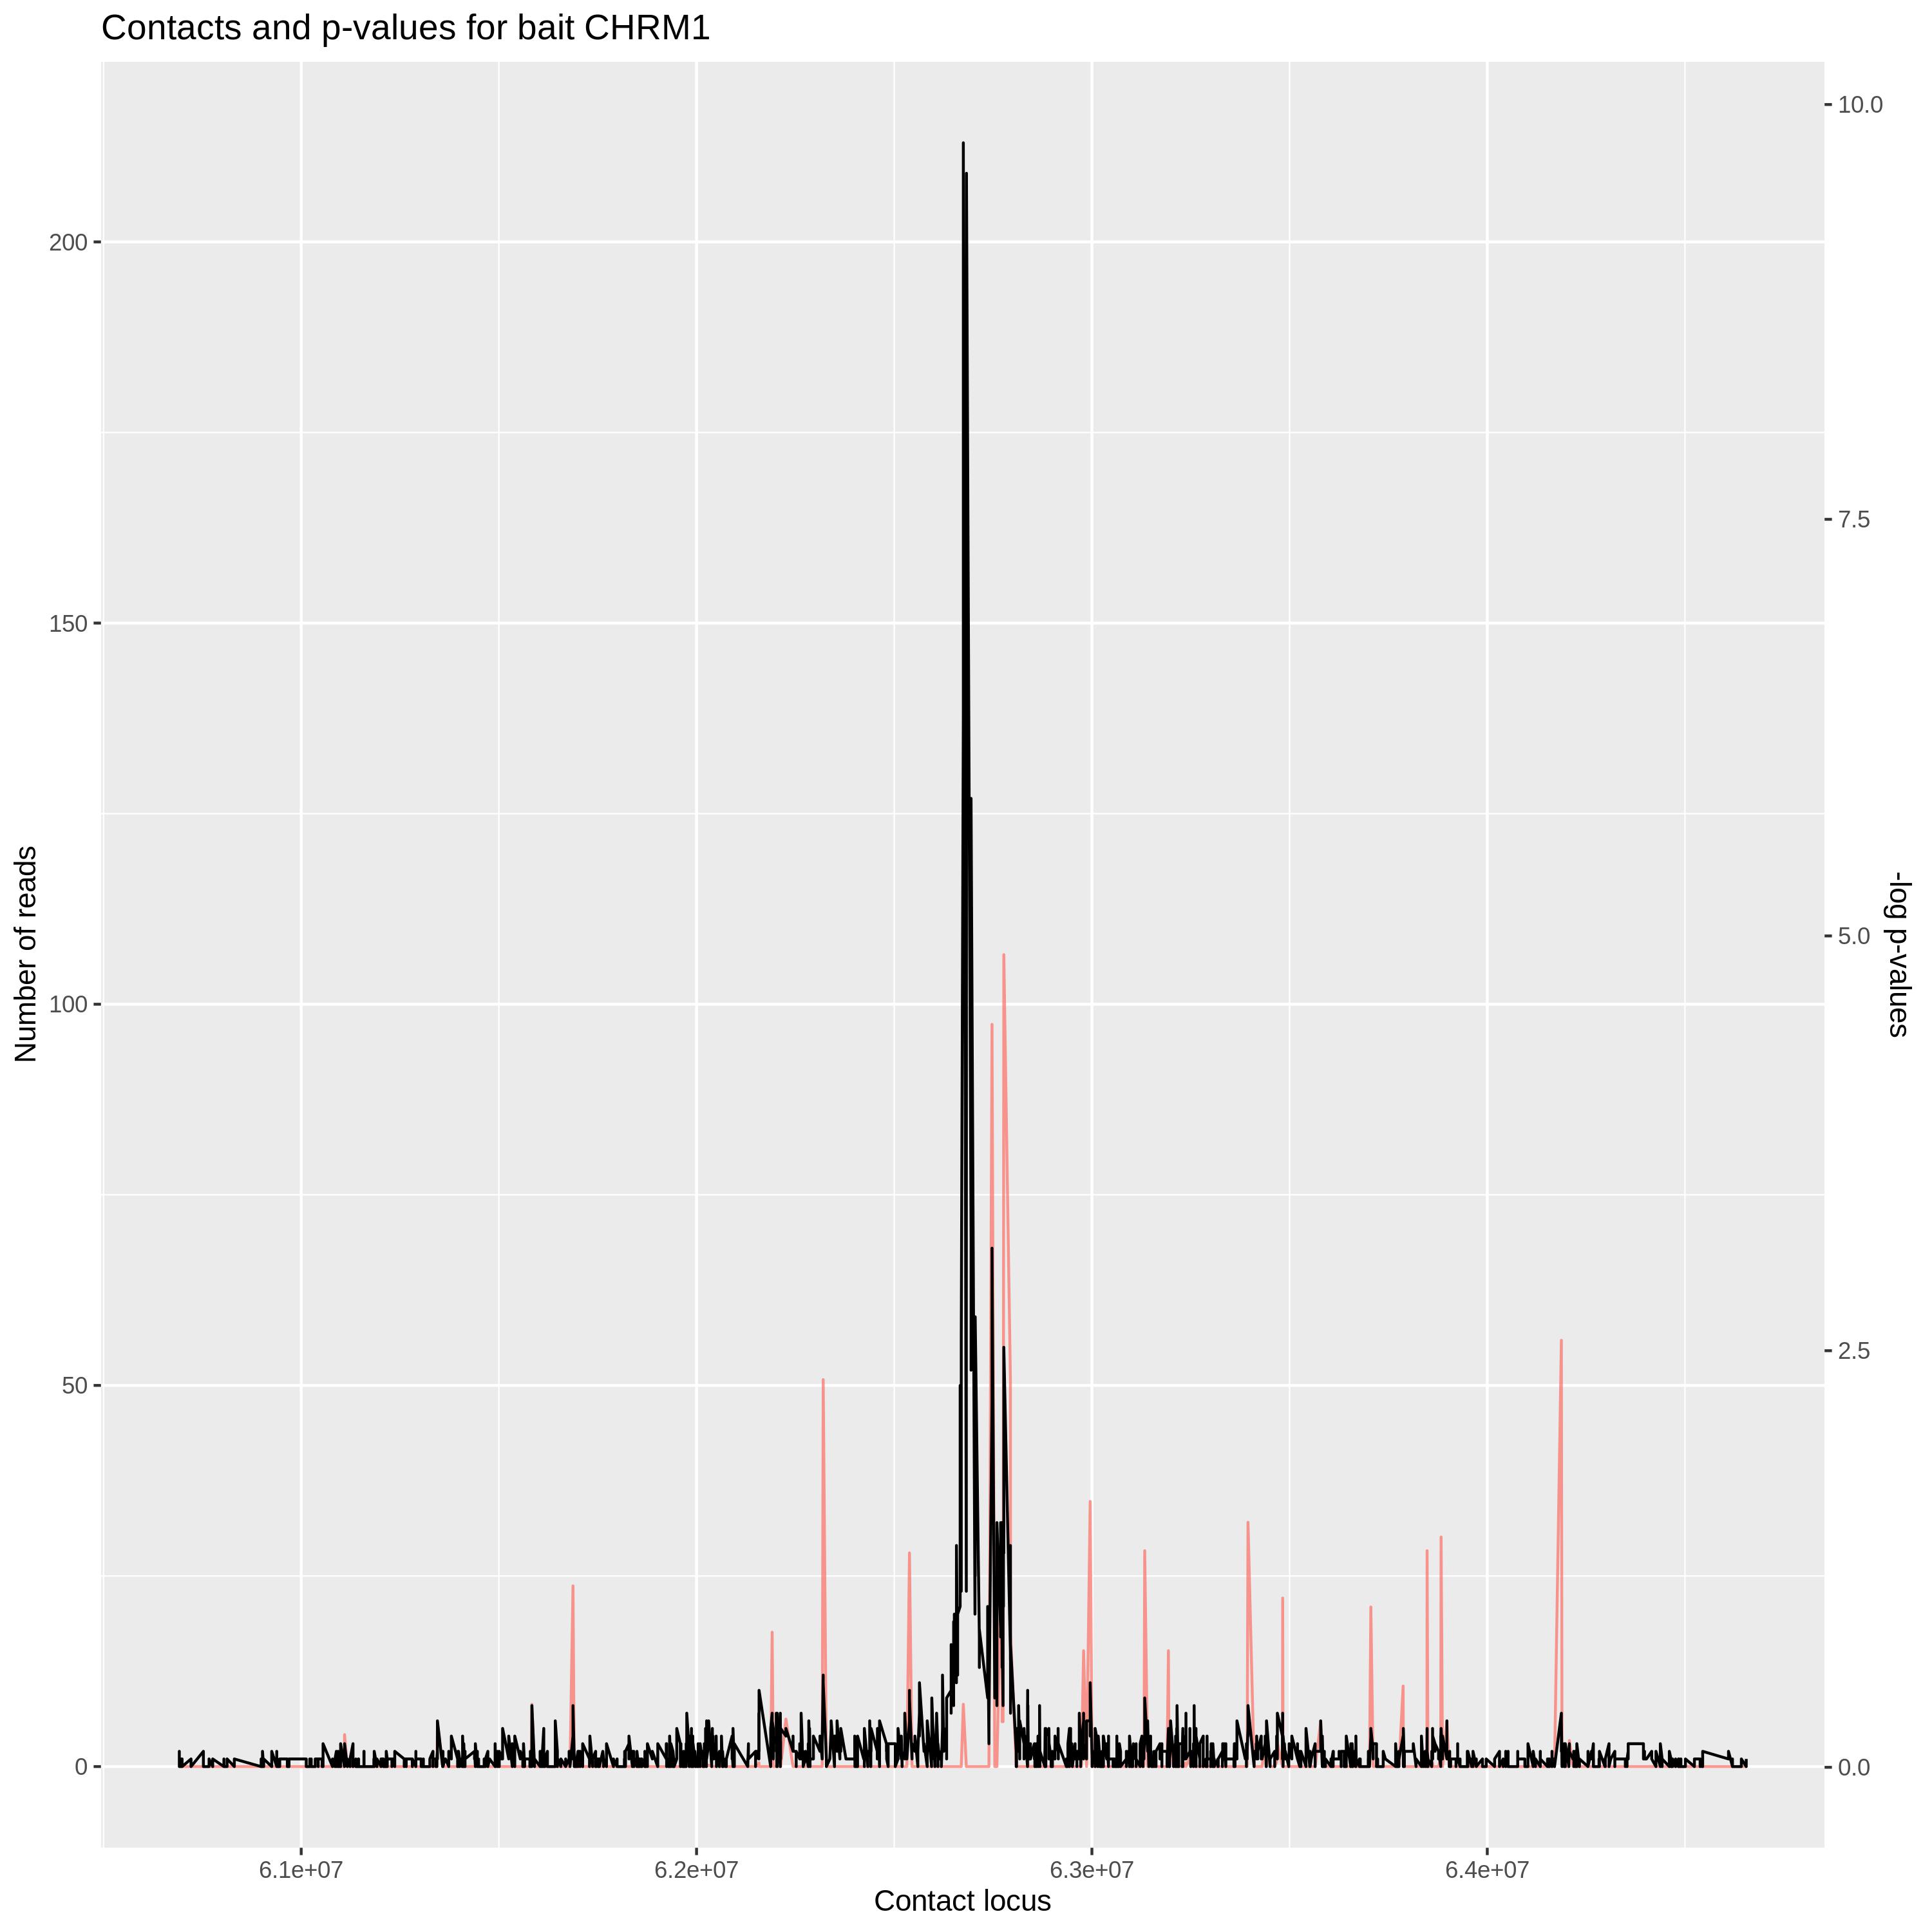 Contacts and p-values for bait CHRM1
Number of reads
200
150
100
50
0
10.0
7.5
5.0
2.5
0.0
-log p-values
6.1e+07
6.2e+07
6.3e+07
6.4e+07
Contact locus